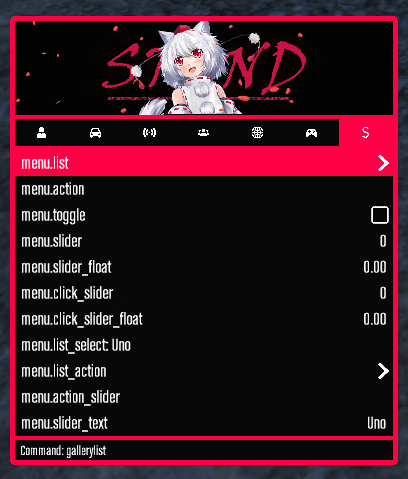 STAND
S
menu.list
menu.action
menu.toggle
menu.slider 0
menu.slider_float 0.00
menu.click_slider 0
menu.click_slider_float 0.00
menu.list_select: Uno
menu.list_action
menu.action_slider
menu.slider_text Uno
Command: gallerylist